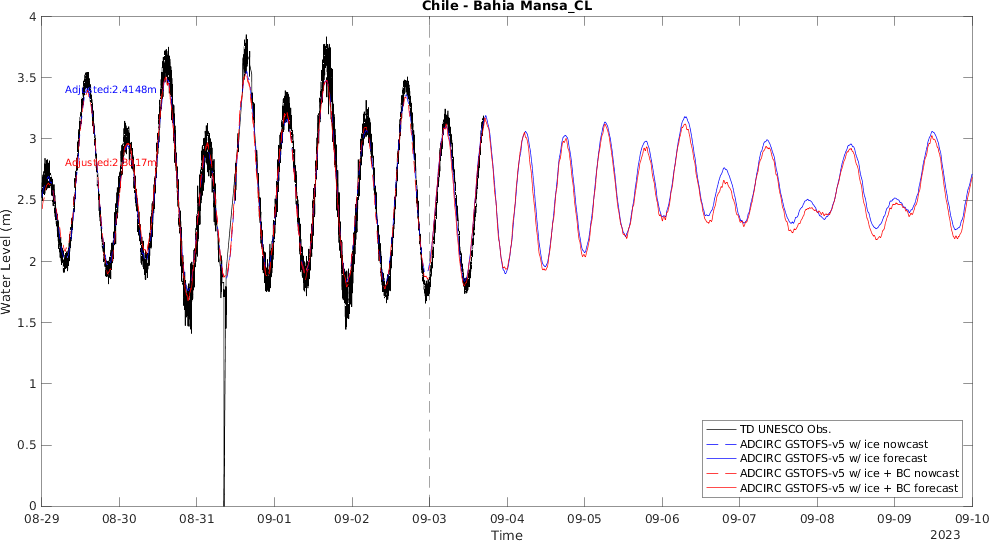 Chile - Bahia Mansa_CL
4
3.5
3
2.5
2
1.5
1
0.5
0
Water Level (m)
Adjusted:2.4148m
TD UNESCO Obs.
ADCIRC GSTOFS-v5 w/ ice nowcast
ADCIRC GSTOFS-v5 w/ ice forecast
ADCIRC GSTOFS-v5 w/ ice + BC nowcast
ADCIRC GSTOFS-v5 w/ ice + BC forecast
08-29 08-30 08-31 09-01 09-02 09-03 09-04 09-05 09-06 09-07 09-08 09-09 09-10
Time
2023